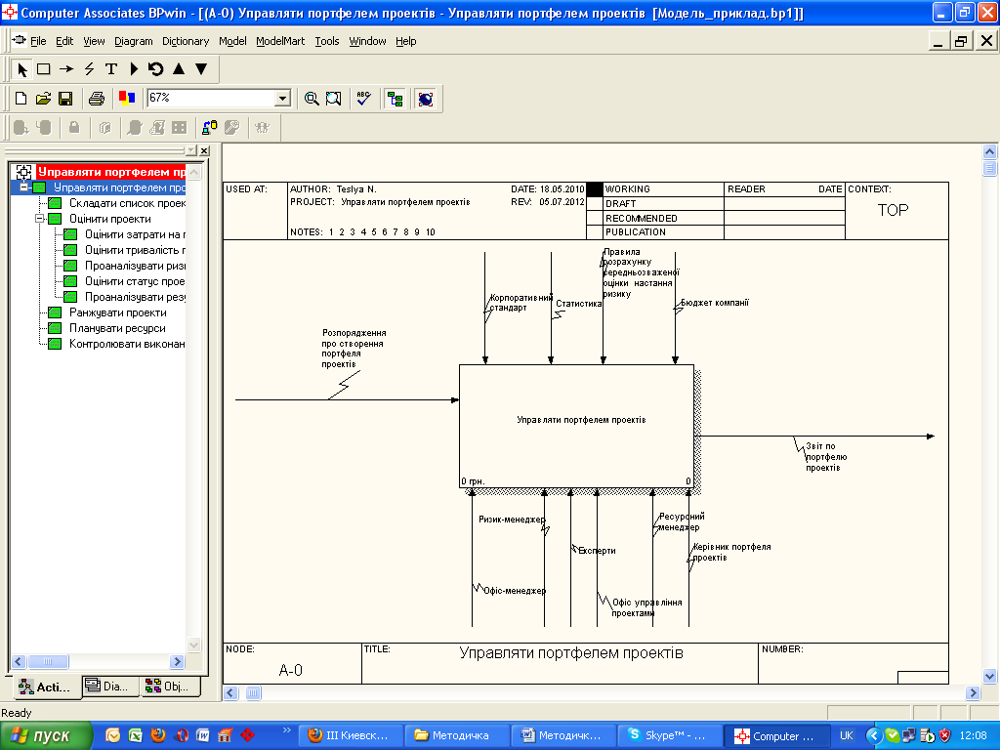 Computer Associates BPwin - [(A-0) Управляти портфелем проектів - Управляти портфелем проектів [Модель_приклад.bp1]]
File Edit View Diagram Dictionary Model ModelMart Tools Window Help
67%
ABC
Управляти портфелем пр
Управляти портфелем про
Складати список проек
Оцінити проекти
Оцінити затрати на п
Оцінити тривалість п
Проаналізувати риз
Оцінити статус прое
Проаналізувати рез
Ранжувати проекти
Планувати ресурси
Контролювати виконан
Acti... Dia... Obj...
USED AT: AUTHOR: Teslya N. DATE: 18.05.2010 WORKING READER DATE CONTEXT:
PROJECT: Управляти портфелем проектів REV: 05.07.2012 DRAFT
TOP
RECOMMENDED
NOTES: 1 2 3 4 5 6 7 8 9 10 PUBLICATION
Правила
розрахунку
середньозваженої
оцінки настання
ризику
Корпоративний
стандарт
Статистика
Бюджет компанії
Розпорядження
про створення
портфеля
проектів
Управляти портфелем проектів
0 грн. 0
Звіт по
портфелю
проектів
Ризик-менеджер
Ресурсний
менеджер
Експерти
Керівник портфеля
проектів
Офіс-менеджер
Офіс управління
проектами
NODE: TITLE: NUMBER:
A-0 Управляти портфелем проектів
Ready
пуск III Киевск... Методичка Методичк... Skype™ - ... Computer ... UK 12:08